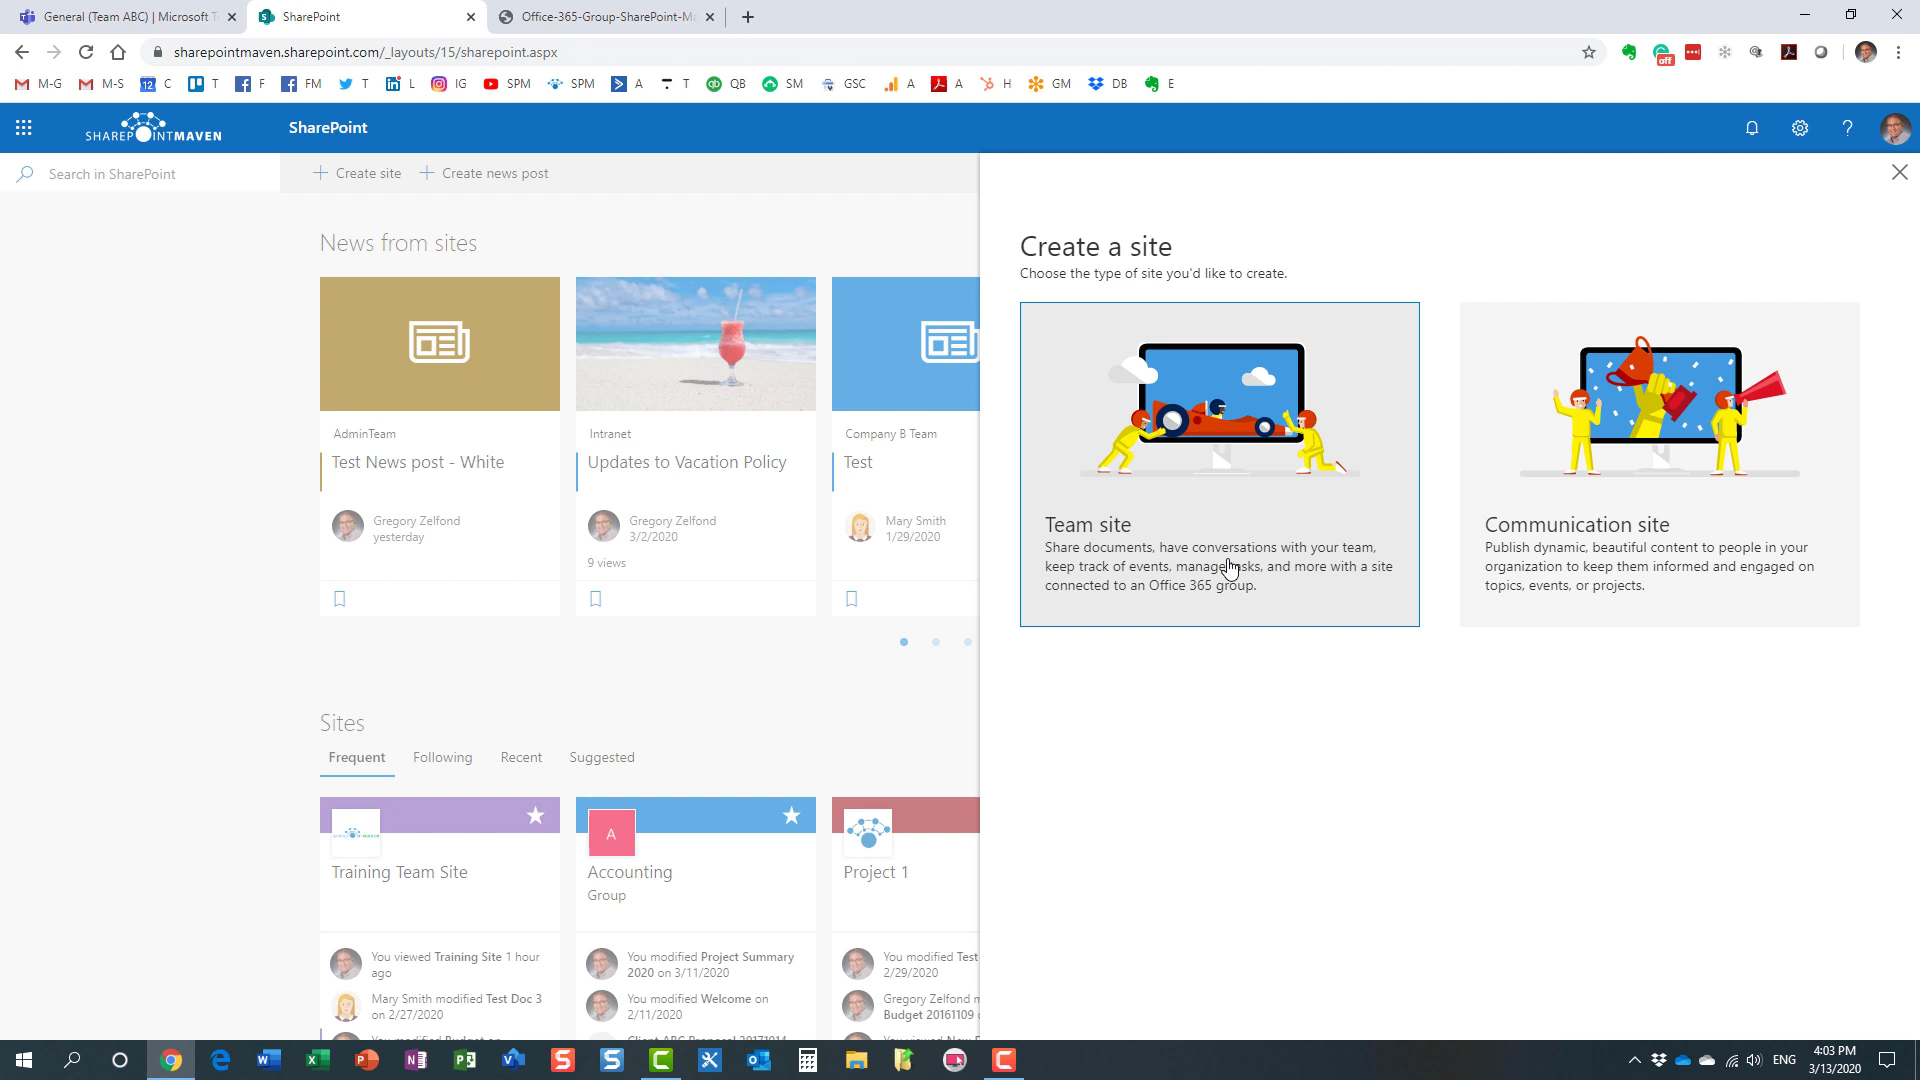 General (Team ABC) | Microsoft T
SharePoint
Office-365-Group-SharePoint-Ma
sharepointmaven.sharepoint.com/_layouts/15/sharepoint.aspx
off
M-G
M-S
12
C
T
F
FM
T
L
IG
SPM
SPM
A
T
QB
SM
GSC
A
A
H
GM
DB
E
SHAREPOINTMAVEN
SharePoint
?
Search in SharePoint
Create site
Create news post
News from sites
AdminTeam
Test News post - White
Gregory Zelfond
yesterday
Intranet
Updates to Vacation Policy
Gregory Zelfond
3/2/2020
9 views
Company B Team
Test
Mary Smith
1/29/2020
Sites
Frequent
Following
Recent
Suggested
Training Team Site
You viewed Training Site 1 hour
ago
Mary Smith modified Test Doc 3
on 2/27/2020
A
Accounting
Group
You modified Project Summary
2020 on 3/11/2020
You modified Welcome on
2/11/2020
Project 1
You modified Test
2/29/2020
Gregory Zelfond m
Budget 20161109
Create a site
Choose the type of site you'd like to create.
Team site
Share documents, have conversations with your team,
keep track of events, manage tasks, and more with a site
connected to an Office 365 group.
Communication site
Publish dynamic, beautiful content to people in your
organization to keep them informed and engaged on
topics, events, or projects.
ENG
4:03 PM
3/13/2020